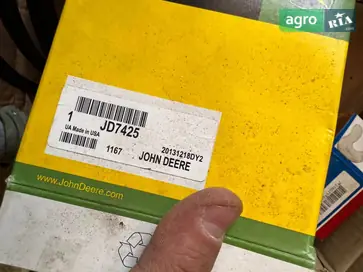 agro RIA
1 JD7425
UA Made in USA
20131218DY2
1167 JOHN DEERE
www.JohnDeere.com